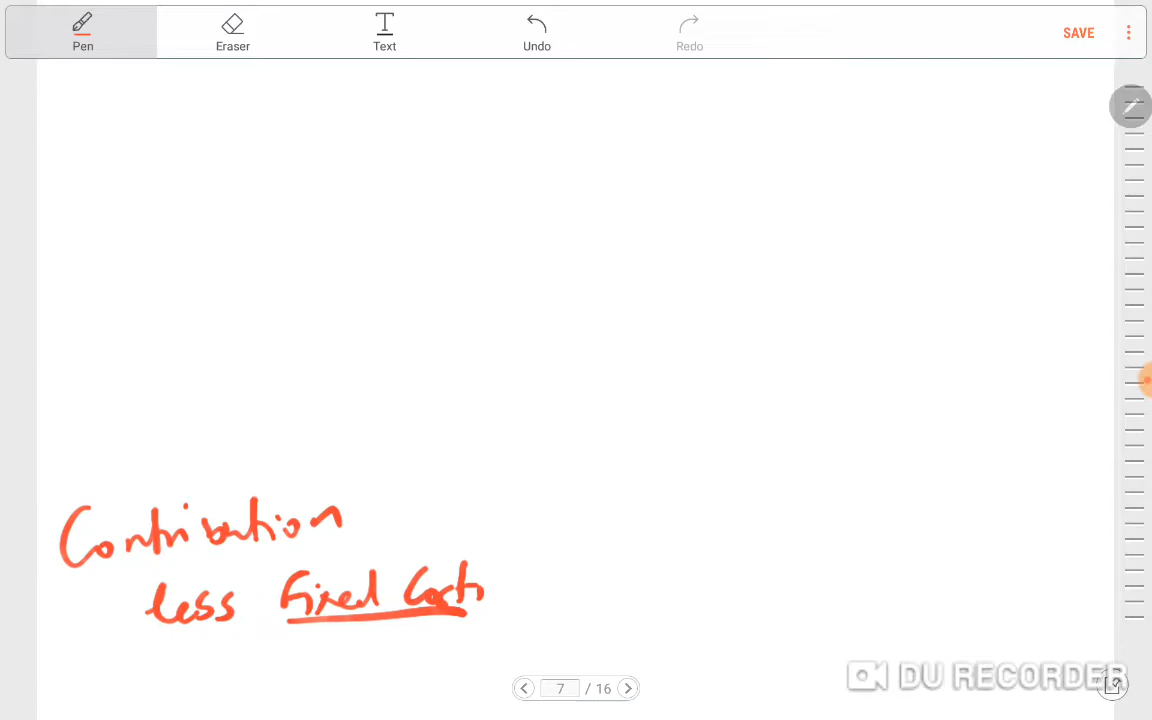 Pen Eraser Text Undo Redo SAVE
Contribution
less Fixed Costs
7 / 16
DU RECORDER